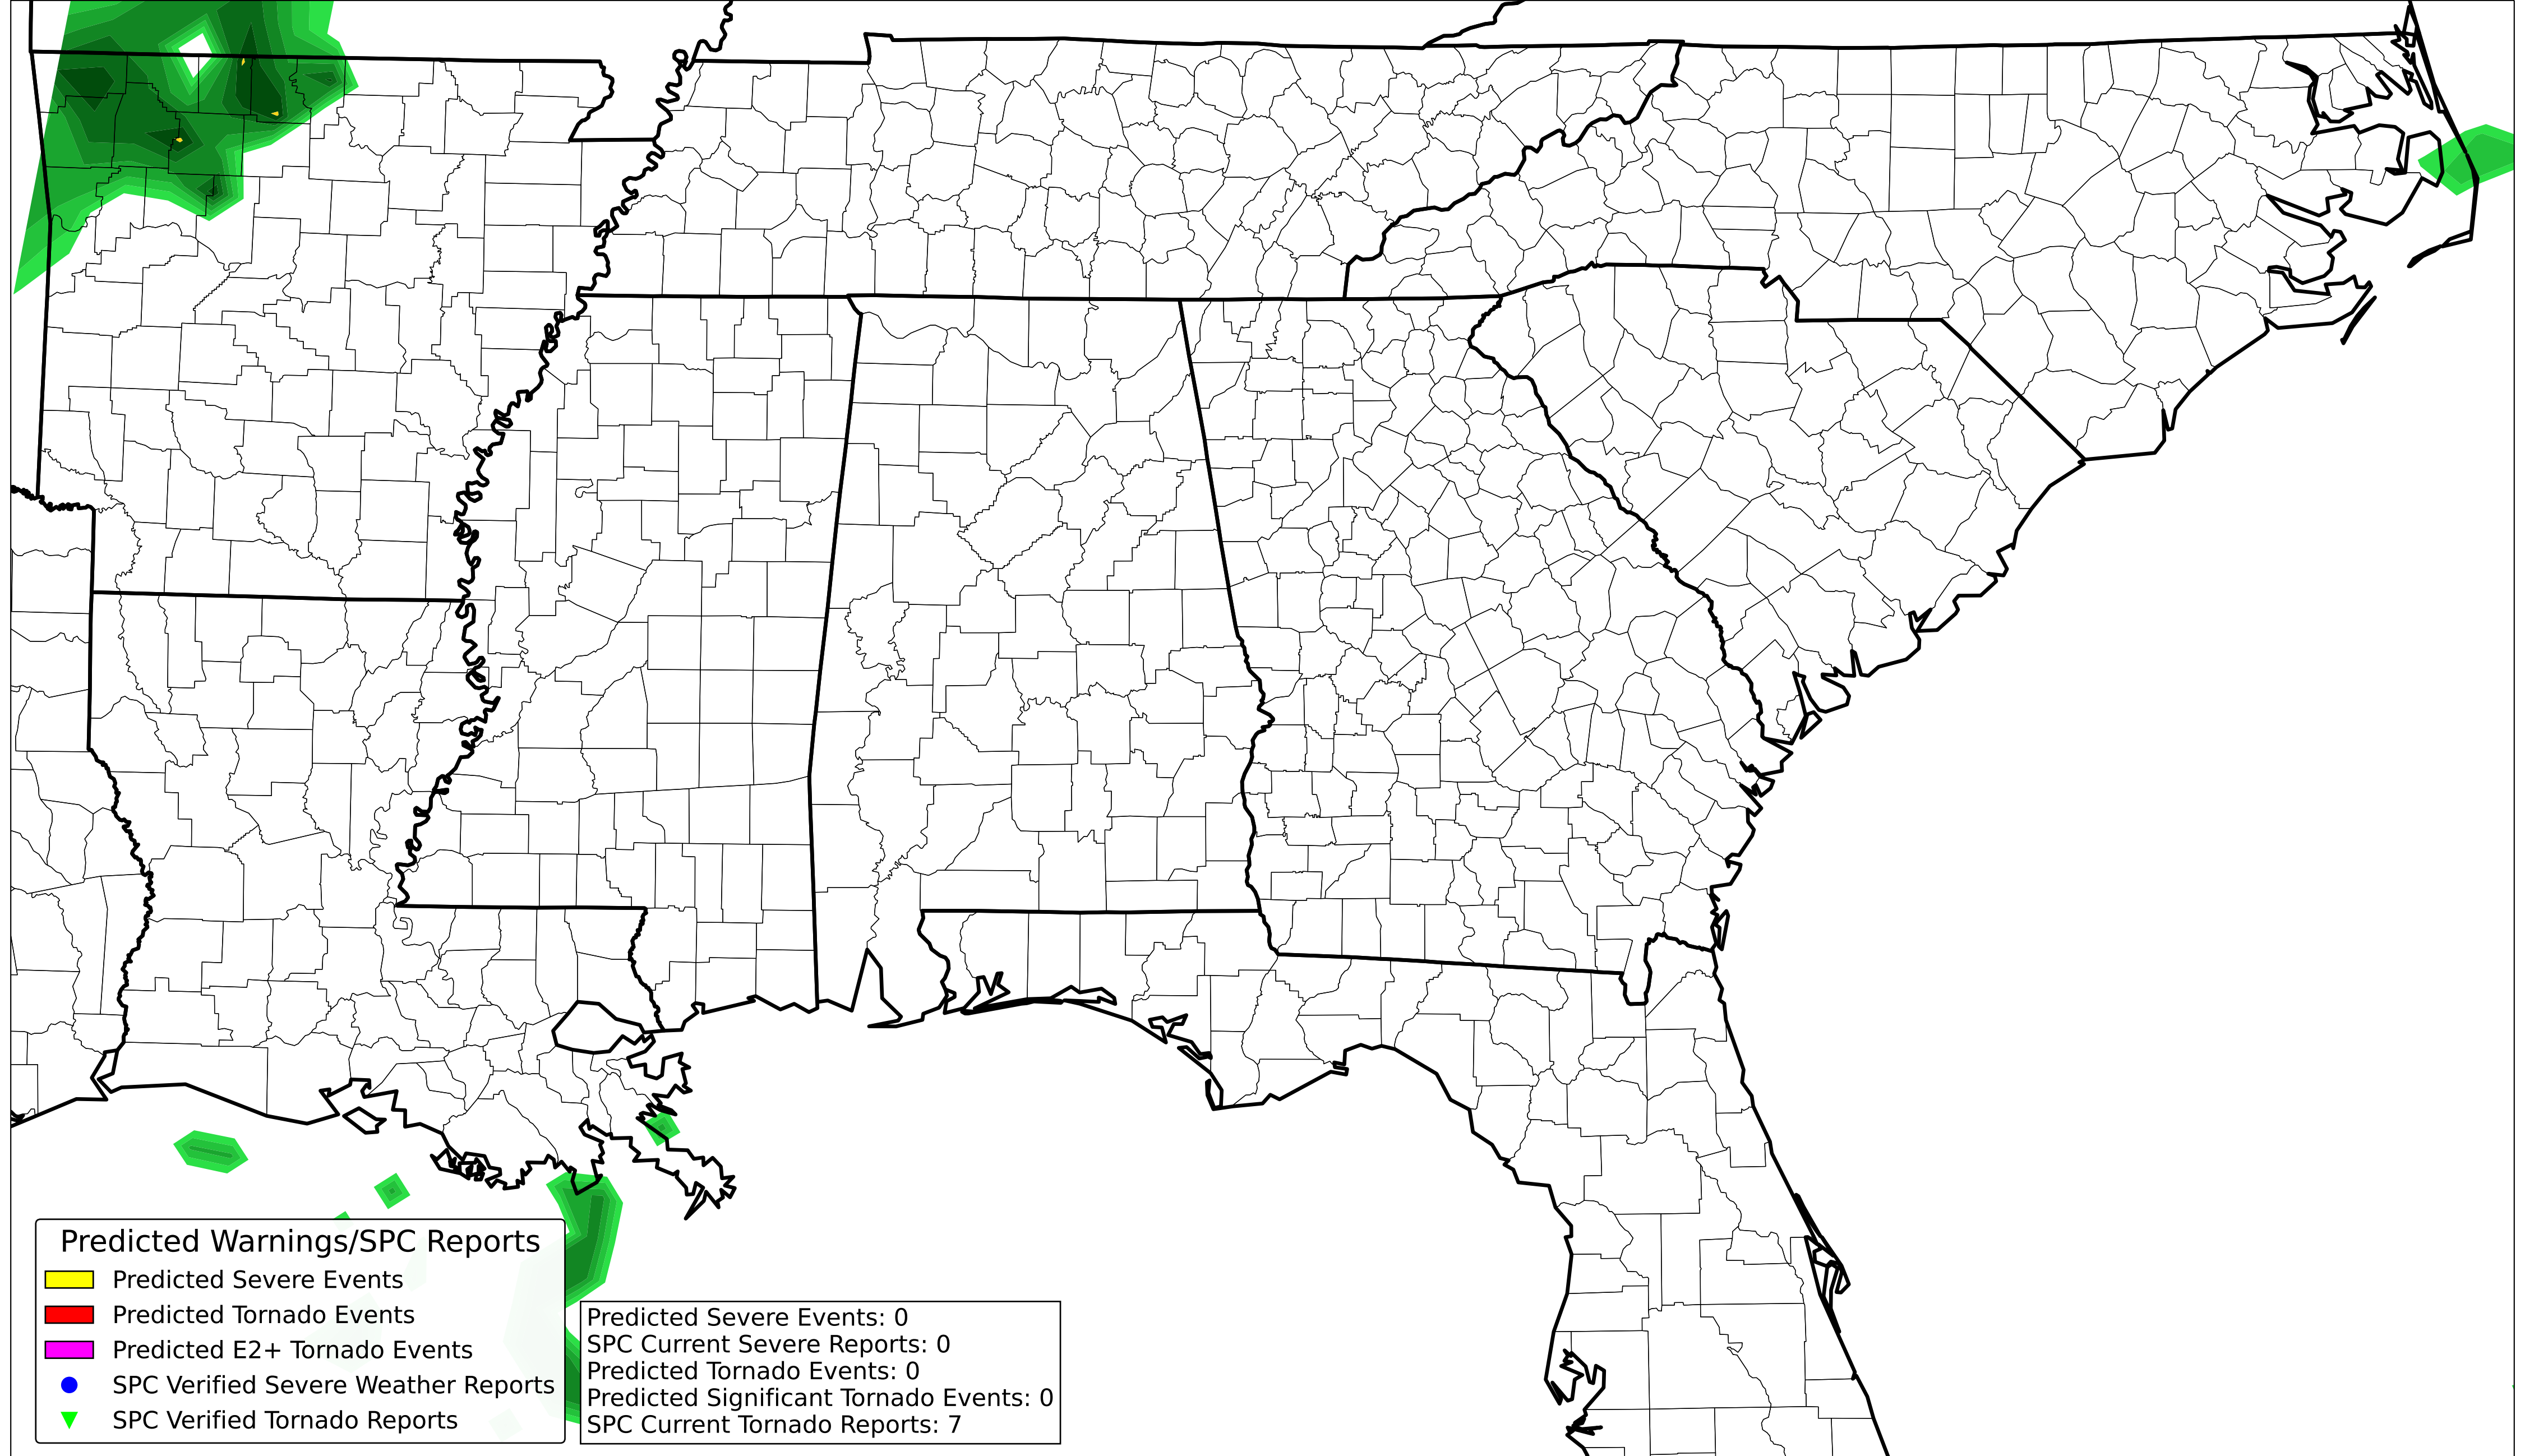 Predicted Warnings/SPC Reports
Predicted Severe Events
Predicted Tornado Events
Predicted E2+ Tornado Events
SPC Verified Severe Weather Reports
SPC Verified Tornado Reports
Predicted Severe Events: 0
SPC Current Severe Reports: 0
Predicted Tornado Events: 0
Predicted Significant Tornado Events: 0
SPC Current Tornado Reports: 7